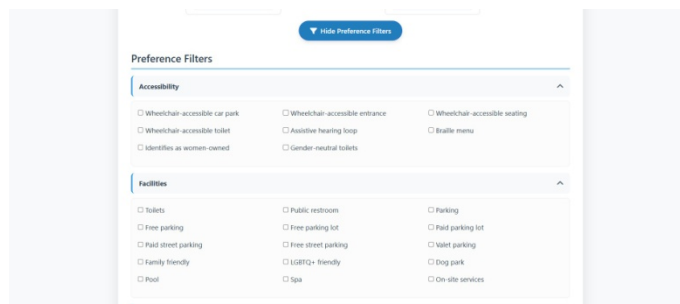 Hide Preference Filters
Preference Filters
Accessibility
Wheelchair-accessible car park Wheelchair-accessible entrance Wheelchair-accessible seating
Wheelchair-accessible toilet Assistive hearing loop Braille menu
Identifies as women-owned Gender-neutral toilets
Facilities
Toilets Public restroom Parking
Free parking Free parking lot Paid parking lot
Paid street parking Free street parking Valet parking
Family friendly LGBTQ+ friendly Dog park
Pool Spa On-site services